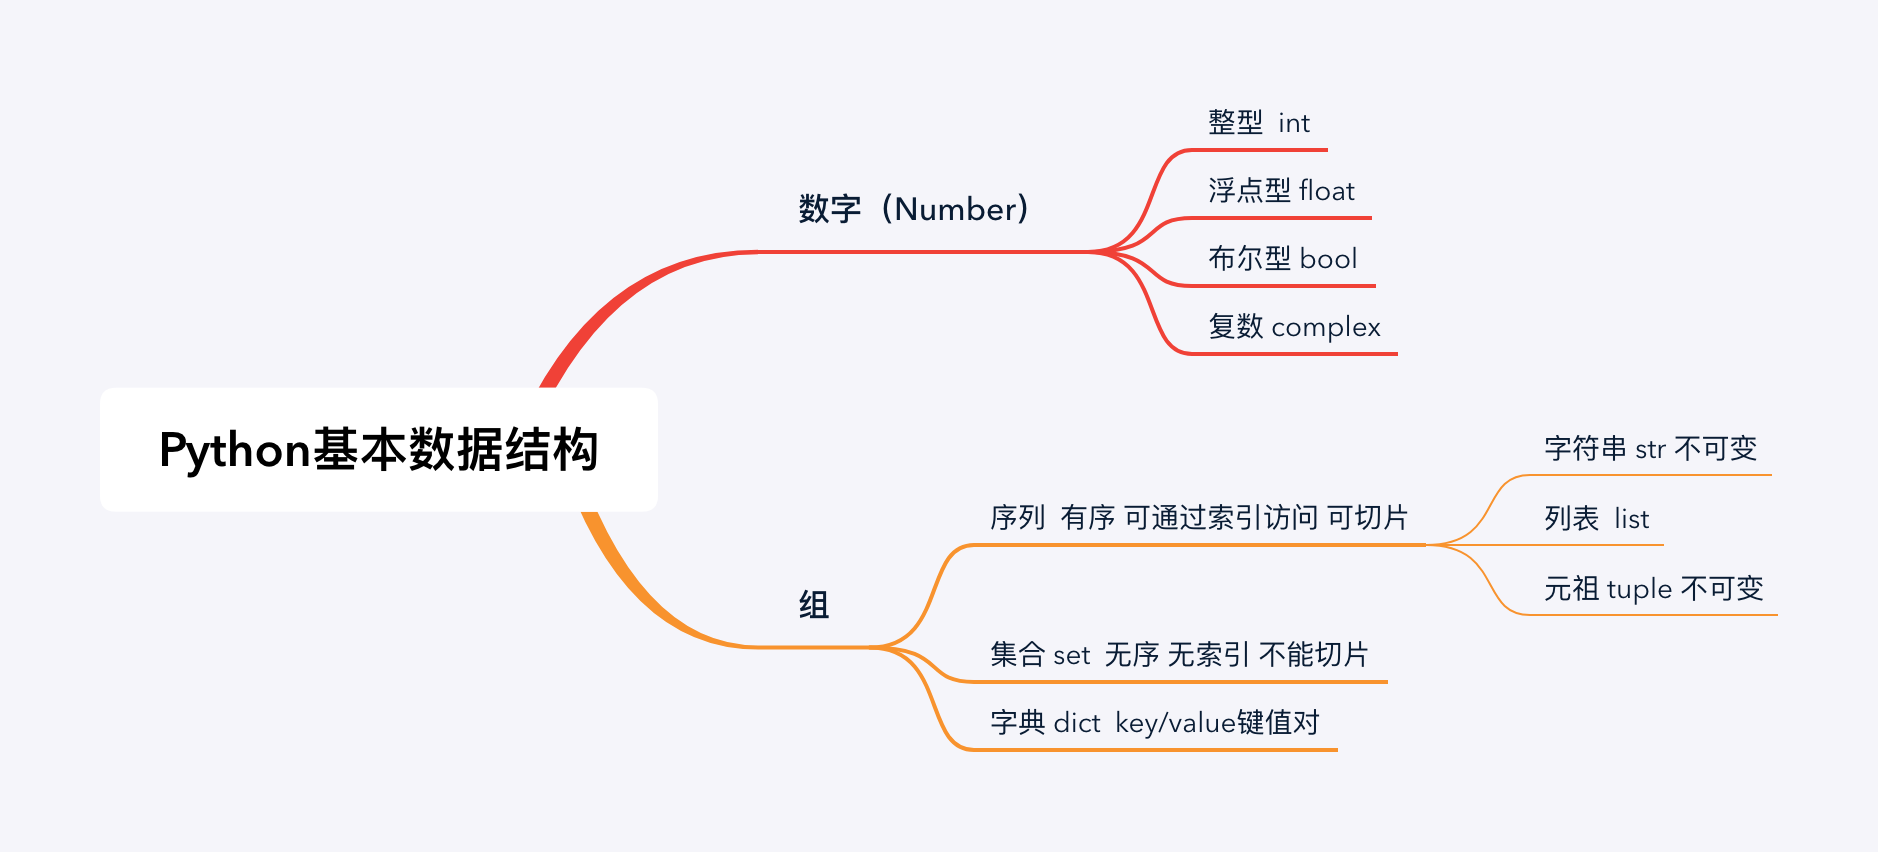 Python基本数据结构
数字（Number）
整型  int
浮点型 float
布尔型 bool
复数 complex
组
序列  有序 可通过索引访问 可切片
字符串 str 不可变
列表  list
元祖 tuple 不可变
集合 set  无序 无索引 不能切片
字典 dict  key/value键值对